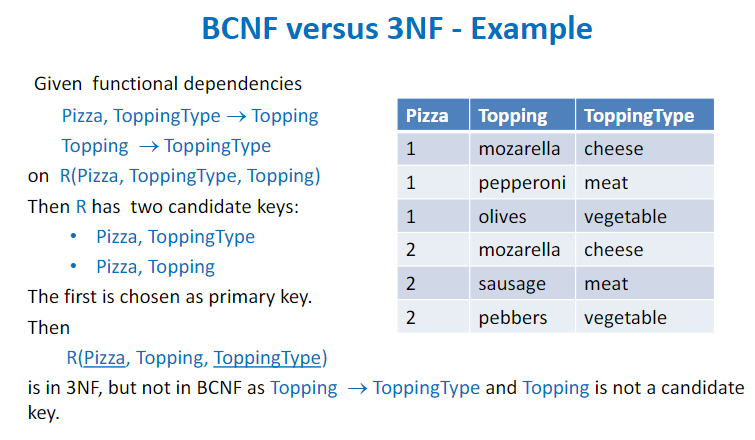 BCNF versus 3NF - Example
Given functional dependencies
Pizza, ToppingType → Topping
Topping → ToppingType
on R(Pizza, ToppingType, Topping)
Then R has two candidate keys:
• Pizza, ToppingType
• Pizza, Topping
The first is chosen as primary key.
Then
R(Pizza, Topping, ToppingType)
is in 3NF, but not in BCNF as Topping → ToppingType and Topping is not a candidate
key.
Pizza Topping ToppingType
1 mozarella cheese
1 pepperoni meat
1 olives vegetable
2 mozarella cheese
2 sausage meat
2 pebbers vegetable